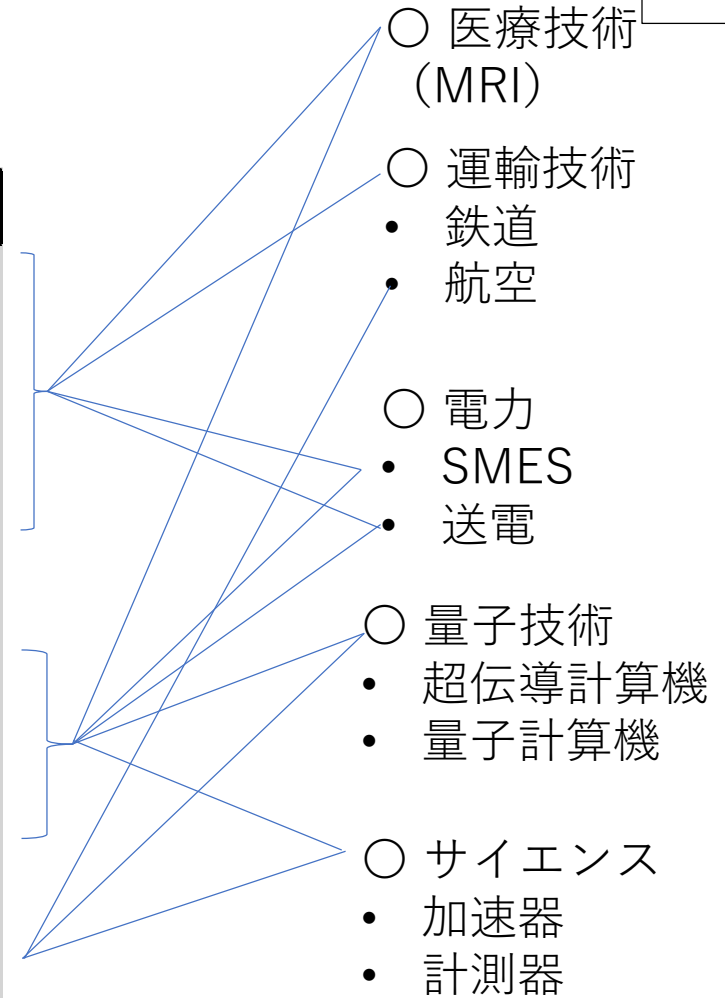 ○ 医療技術
（MRI）
○ 運輸技術
• 鉄道
• 航空
○ 電力
• SMES
• 送電
○ 量子技術
• 超伝導計算機
• 量子計算機
○ サイエンス
• 加速器
• 計測器